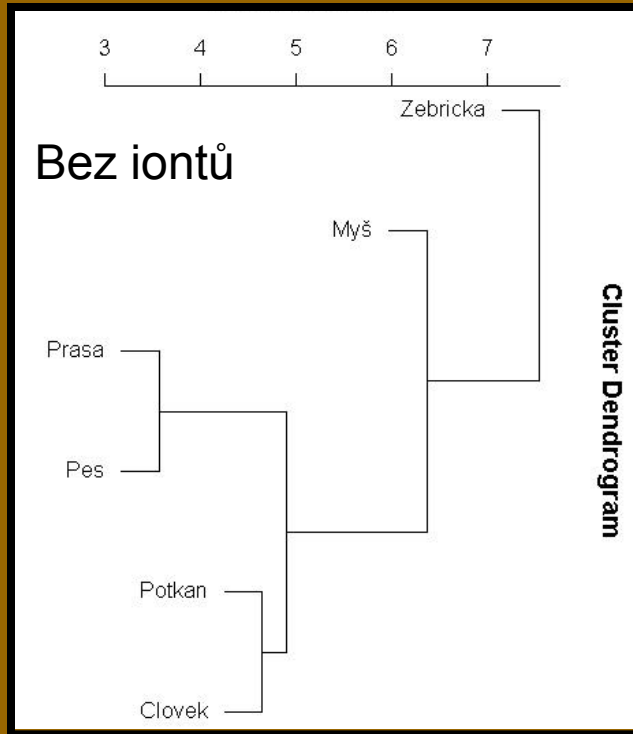 3 4 5 6 7
Zebricka
Bez iontů
Myš
Prasa
Pes
Potkan
Clovek
Cluster Dendrogram